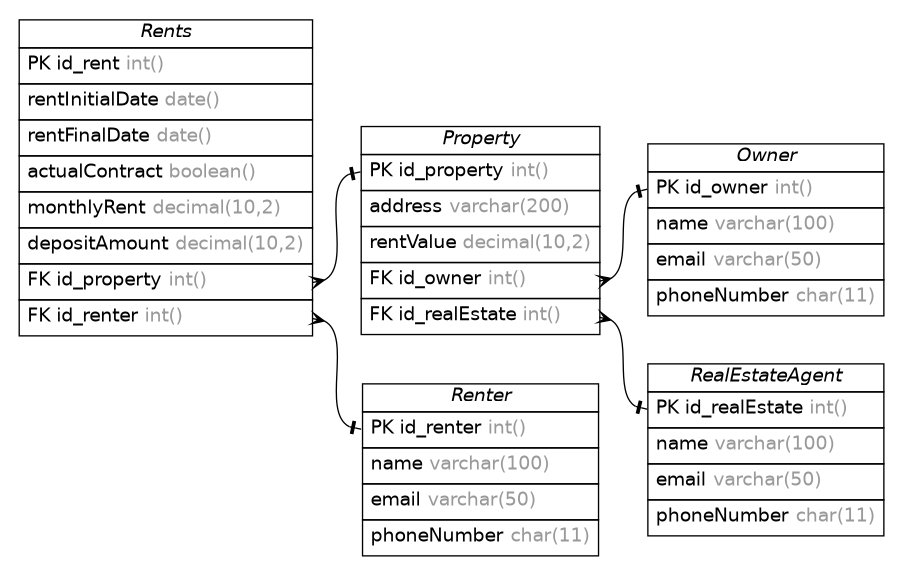 Rents
PK id_rent int()
rentInitialDate date()
rentFinalDate date()
actualContract boolean()
monthlyRent decimal(10,2)
depositAmount decimal(10,2)
FK id_property int()
FK id_renter int()
Property
PK id_property int()
address varchar(200)
rentValue decimal(10,2)
FK id_owner int()
FK id_realEstate int()
Owner
PK id_owner int()
name varchar(100)
email varchar(50)
phoneNumber char(11)
Renter
PK id_renter int()
name varchar(100)
email varchar(50)
phoneNumber char(11)
RealEstateAgent
PK id_realEstate int()
name varchar(100)
email varchar(50)
phoneNumber char(11)